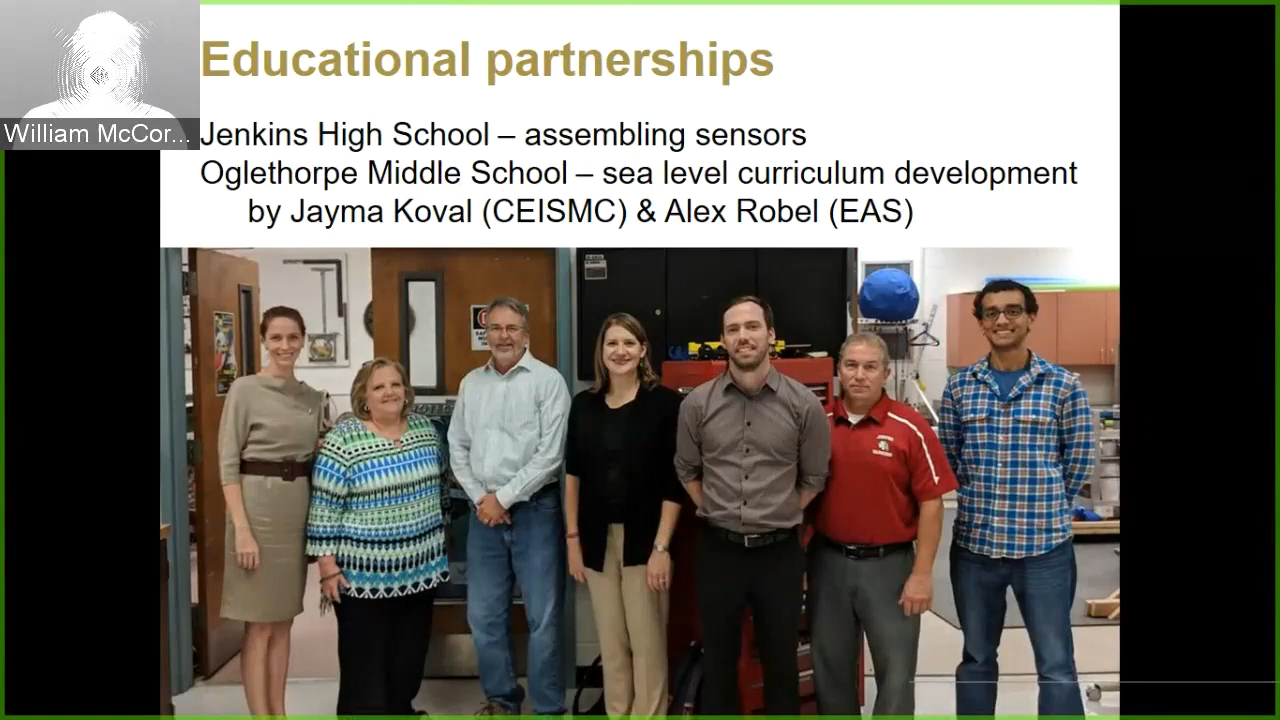 Educational partnerships
William McCor...
Jenkins High School – assembling sensors
Oglethorpe Middle School – sea level curriculum development
by Jayma Koval (CEISMC) & Alex Robel (EAS)